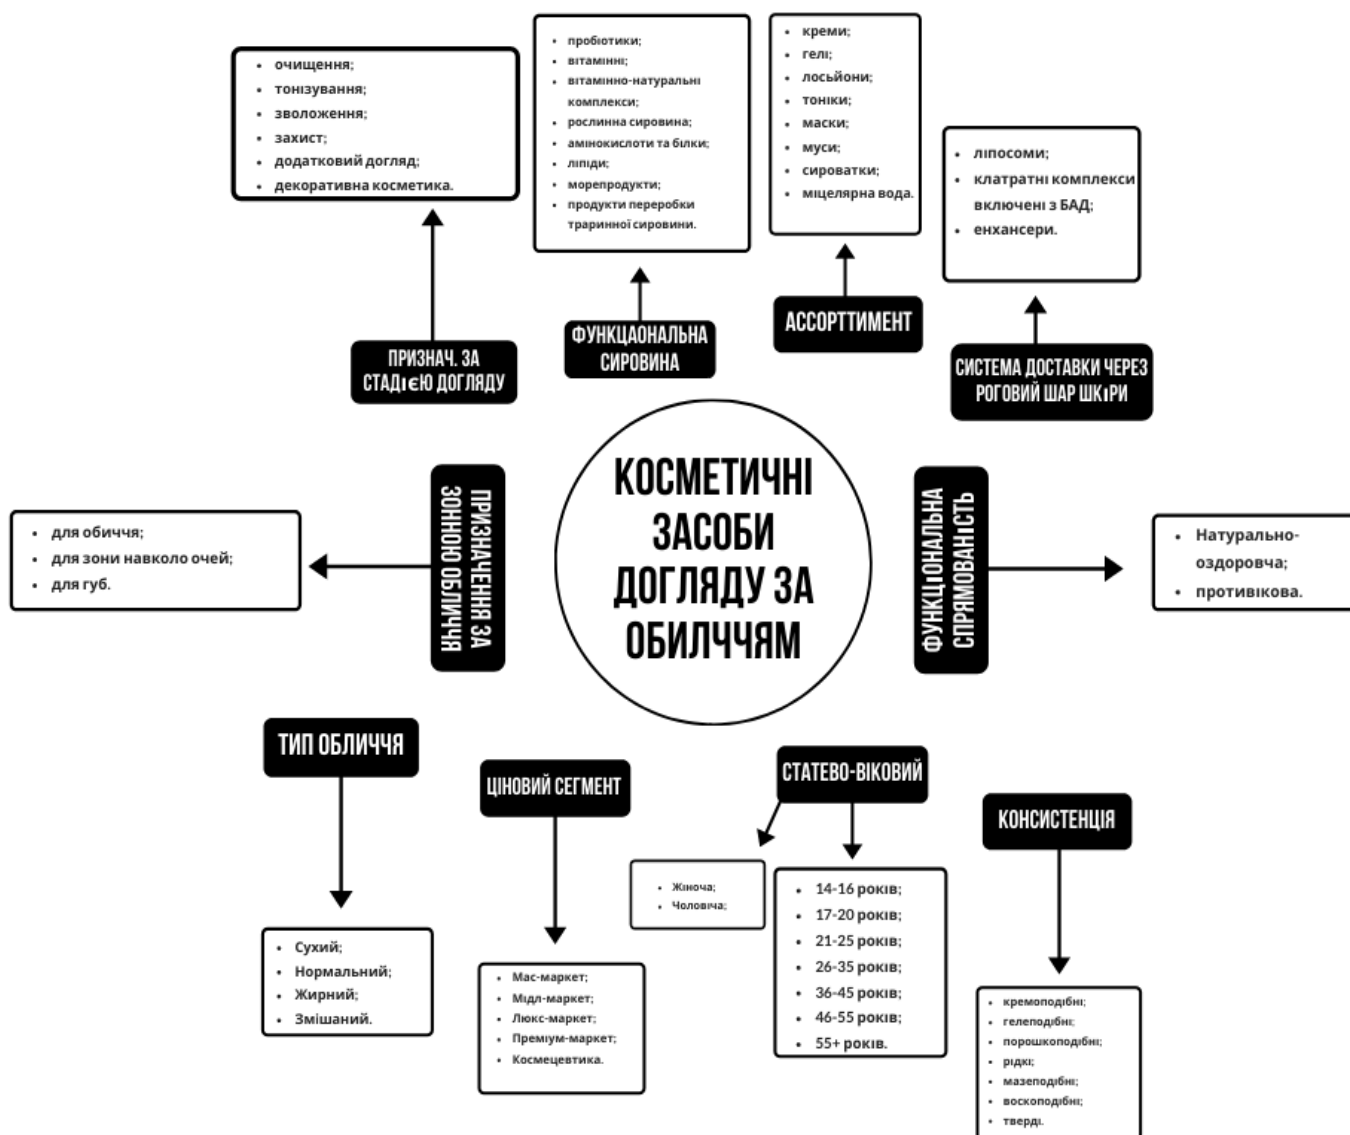 очищення;
тонізування;
зволоження;
захист;
додатковий догляд;
декоративна косметика.
ПРИЗНАЧ. ЗА
СТАДІЄЮ ДОГЛЯДУ
пробіотики;
вітамінні;
вітамінно-натуральні
комплекси;
рослинна сировина;
амінокислоти та білки;
ліпіди;
морепродукти;
продукти переробки
траринної сировини.
ФУНКЦАОНАЛЬНА
СИРОВИНА
креми;
гелі;
лосьйони;
тоніки;
маски;
муси;
сироватки;
міцелярна вода.
АССОРТТИМЕНТ
ліпосоми;
клатратні комплекси
включені з БАД;
енхансери.
СИСТЕМА ДОСТАВКИ ЧЕРЕЗ
РОГОВИЙ ШАР ШКІРИ
для обиччя;
для зони навколо очей;
для губ.
ПРИЗНАЧЕННЯ ЗА
ЗОННОЮ ОБЛИЧЧЯ
КОСМЕТИЧНІ
ЗАСОБИ
ДОГЛЯДУ ЗА
ОБИЛЧЧЯМ
ФУНКЦІОНАЛЬНА
СПРЯМОВАНІСТЬ
Натурально-
оздоровча;
противікова.
ТИП ОБЛИЧЧЯ
Сухий;
Нормальний;
Жирний;
Змішаний.
ЦІНОВИЙ СЕГМЕНТ
Мас-маркет;
Мідл-маркет;
Люкс-маркет;
Преміум-маркет;
Космецевтика.
СТАТЕВО-ВІКОВИЙ
Жіноча;
Чоловіча;
14-16 років;
17-20 років;
21-25 років;
26-35 років;
36-45 років;
46-55 років;
55+ років.
КОНСИСТЕНЦІЯ
кремоподібні;
гелеподібні;
порошкоподібні;
рідкі;
мазеподібні;
воскоподібні;
тверді.